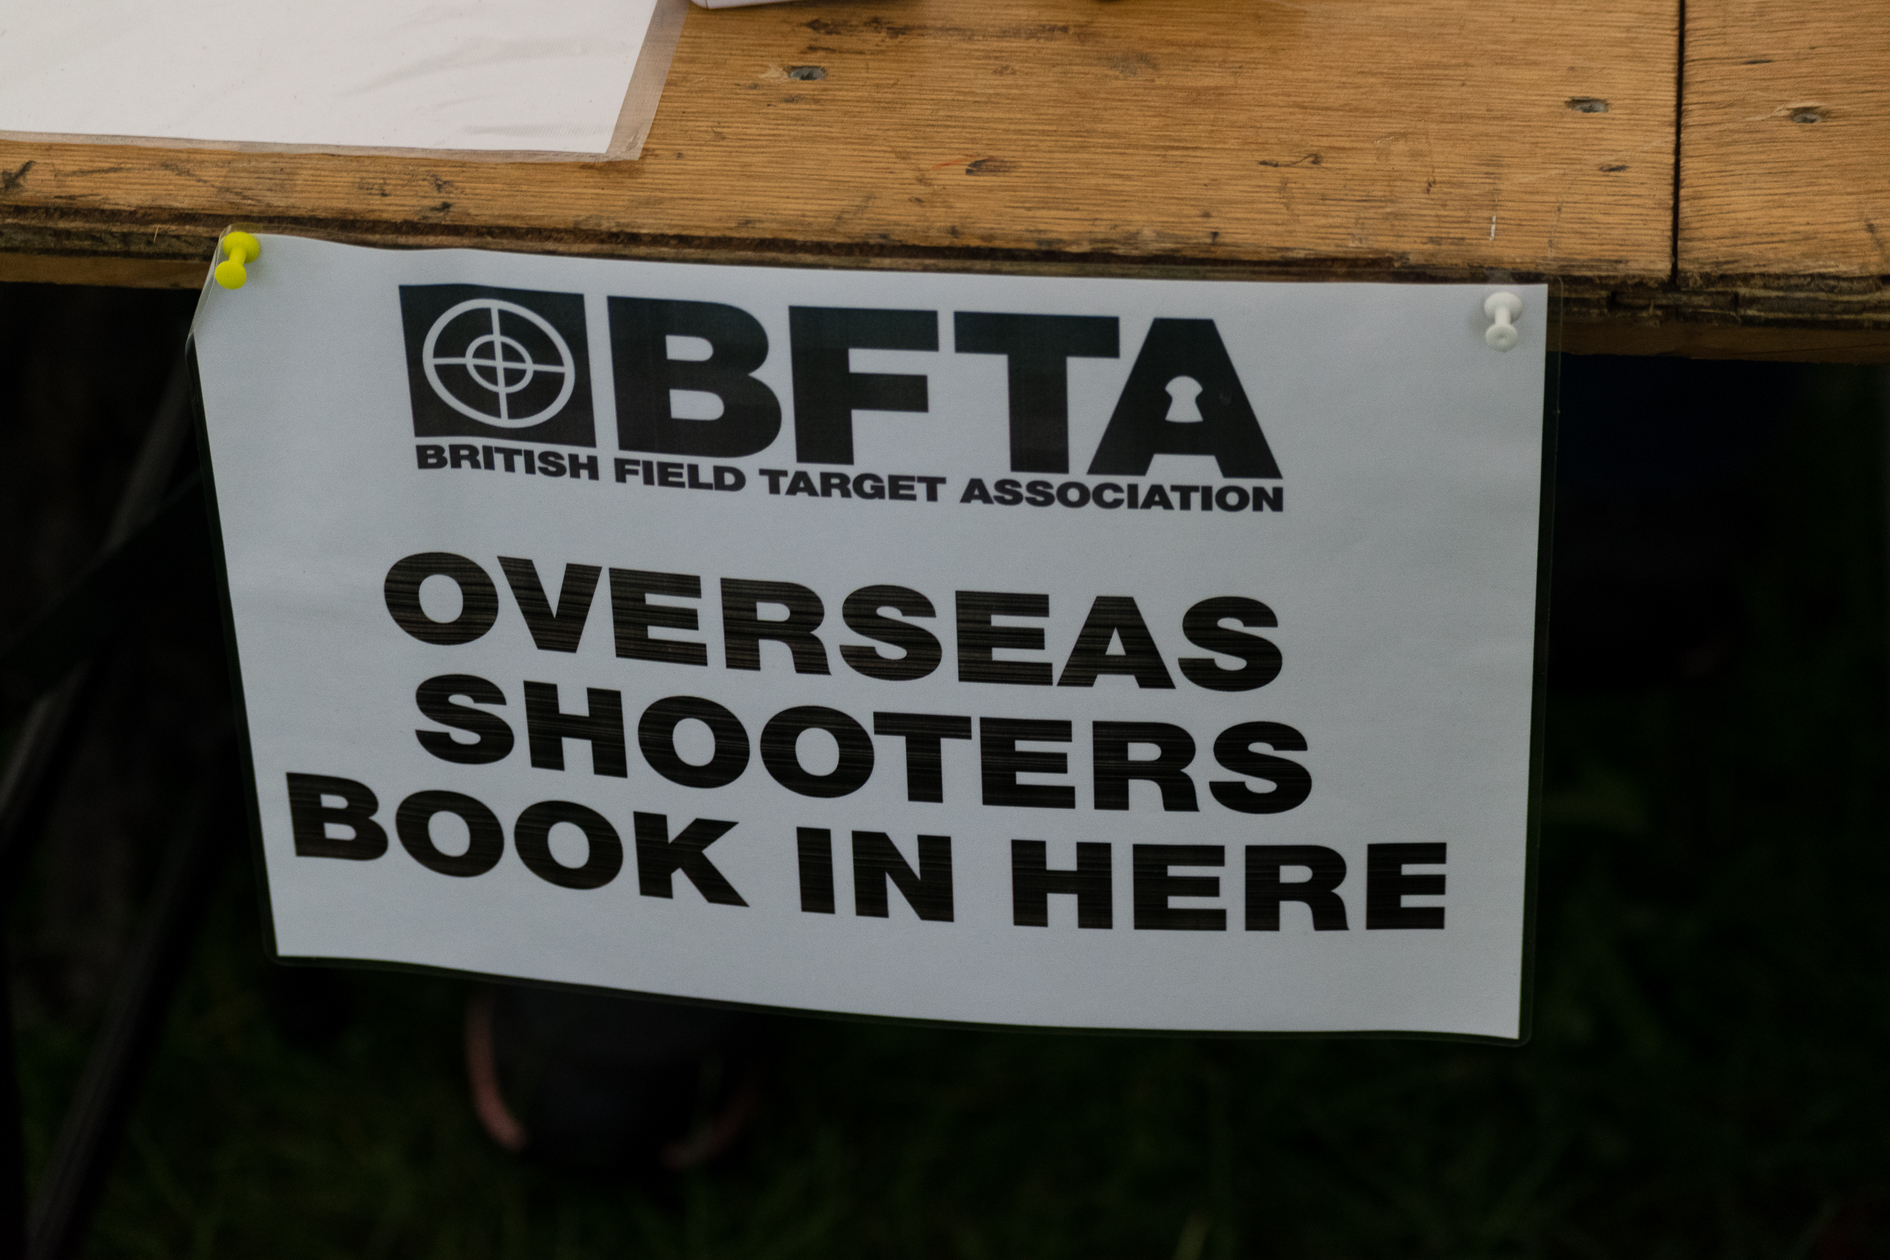 BFTA
BRITISH FIELD TARGET ASSOCIATION
OVERSEAS
SHOOTERS
BOOK IN HERE